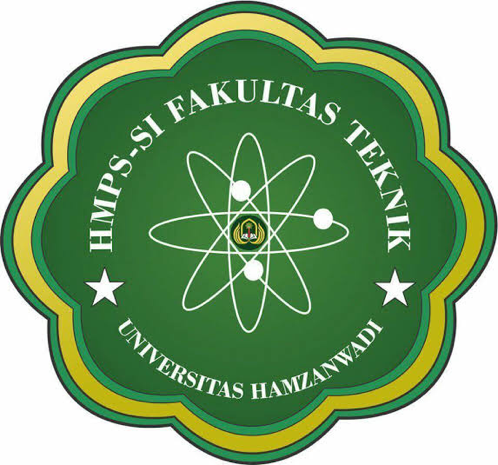 HMPS-SI FAKULTAS TEKNIK
UNIVERSITAS HAMZANWADI